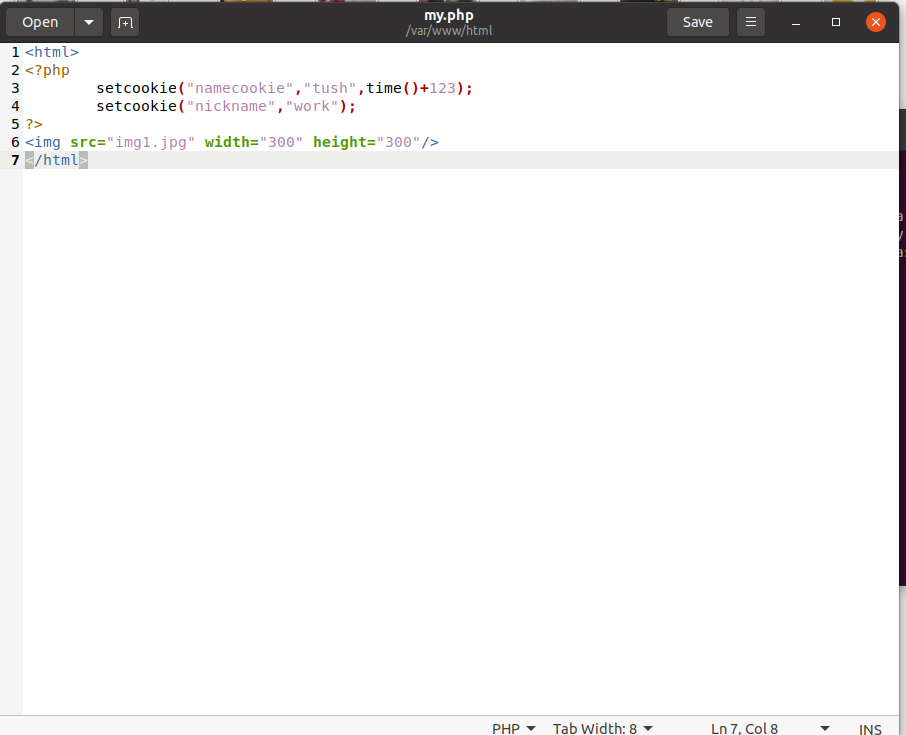 Open
my.php
/var/www/html
Save
1 <html>
2 <?php
3         setcookie("namecookie","tush",time()+123);
4         setcookie("nickname","work");
5 ?>
6 <img src="img1.jpg" width="300" height="300"/>
7 </html>
PHP
Tab Width: 8
Ln 7, Col 8
INS